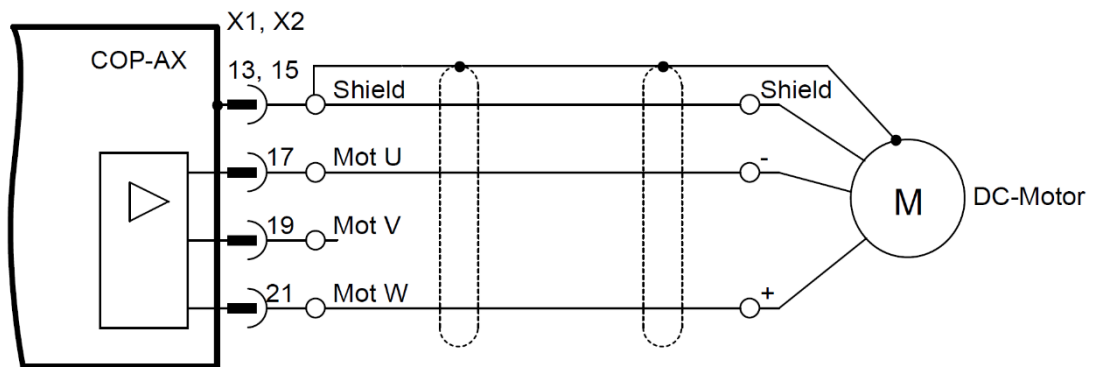 X1, X2
COP-AX
13, 15
Shield
Shield
17
Mot U
-
M
DC-Motor
19
Mot V
21
Mot W
+